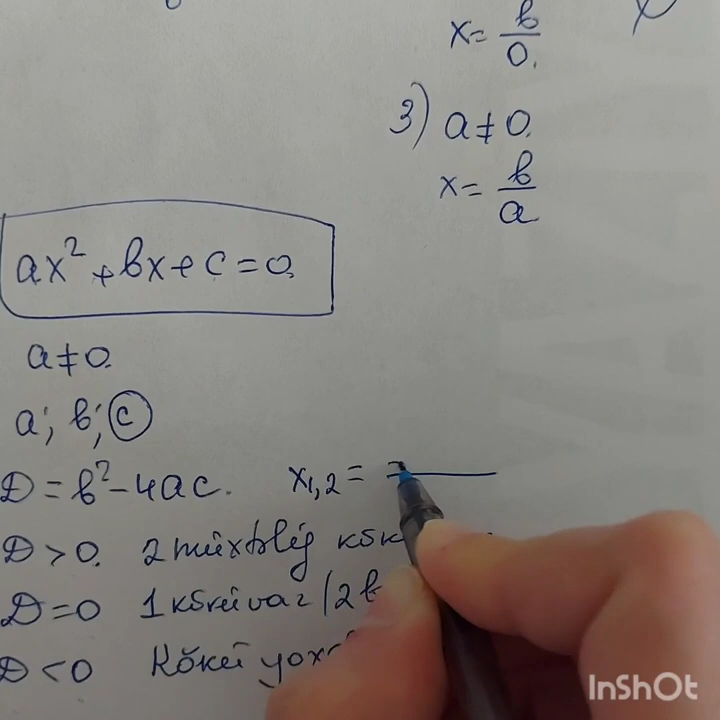 x = b/0.
3) a ≠ 0.
x = b/a
ax² + bx + c = 0.
a ≠ 0.
a; b; c
D = b² - 4ac. x₁,₂ =
D > 0. 2 müxtəlif
D = 0 1 kökü var (2
D < 0 Kökü
InShOt